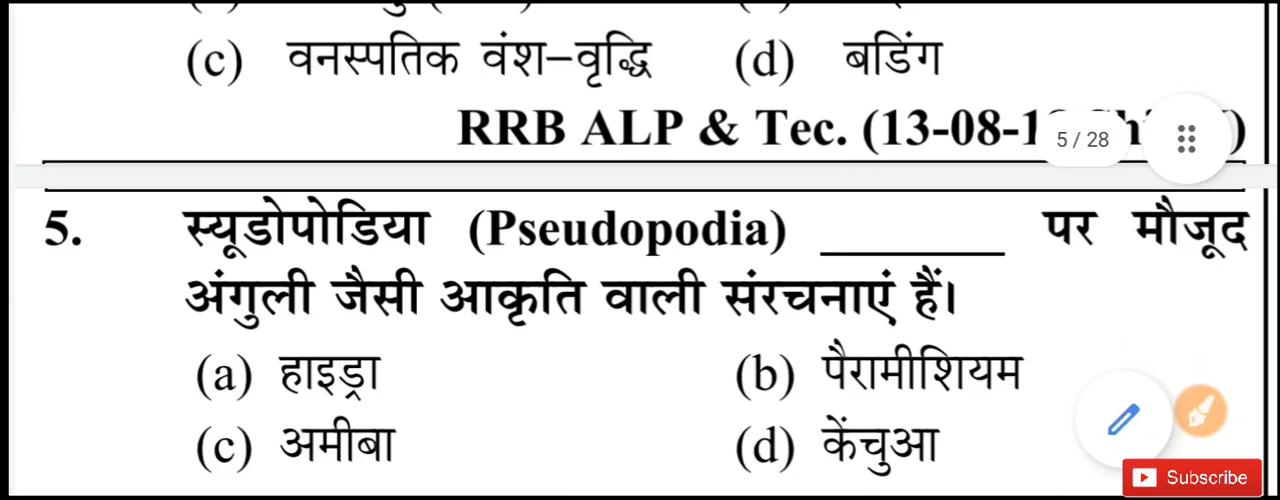 (c) वनस्पतिक वंश–वृद्धि (d) बडिंग
RRB ALP & Tec. (13-08-1
5 / 28
5. स्यूडोपोडिया (Pseudopodia) ________ पर मौजूद
अंगुली जैसी आकृति वाली संरचनाएं हैं।
(a) हाइड्रा (b) पैरामीशियम
(c) अमीबा (d) केंचुआ
Subscribe